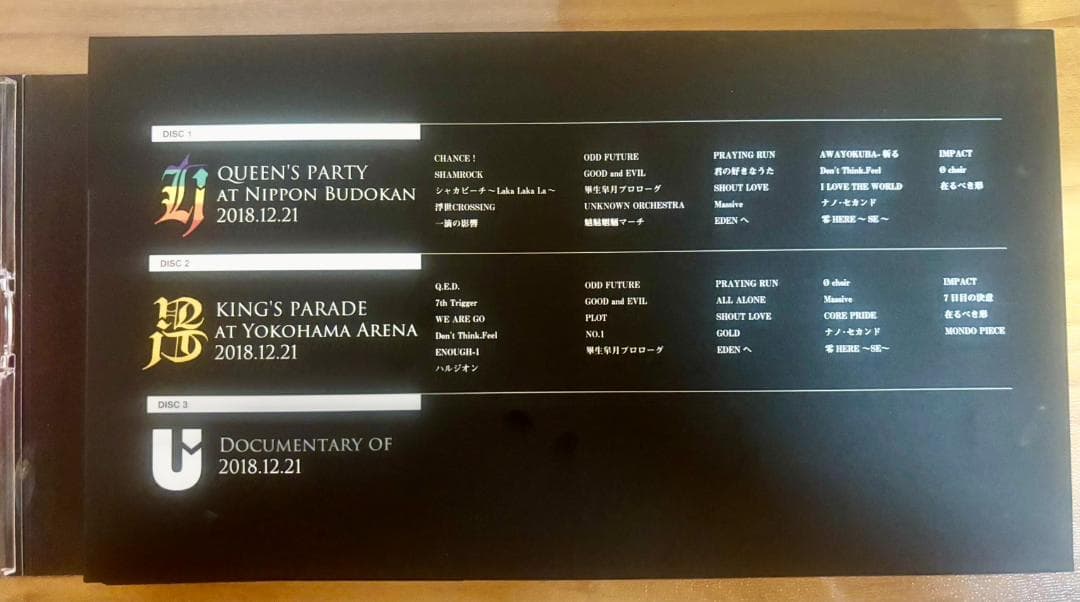 DISC 1
QUEEN'S PARTY
AT NIPPON BUDOKAN
2018.12.21
CHANCE !
SHAMROCK
シャカビーチ～Laka Laka La～
浮世CROSSING
一滴の影響
ODD FUTURE
GOOD and EVIL
畢生皐月プロローグ
UNKNOWN ORCHESTRA
魑魅魍魎マーチ
PRAYING RUN
君の好きなうた
SHOUT LOVE
Massive
EDENへ
AWAYOKUBA-斬る
Don't Think.Feel
I LOVE THE WORLD
ナノ・セカンド
零 HERE ～SE～
IMPACT
Ø choir
在るべき形
DISC 2
KING'S PARADE
AT YOKOHAMA ARENA
2018.12.21
Q.E.D.
7th Trigger
WE ARE GO
Don't Think.Feel
ENOUGH-1
ハルジオン
ODD FUTURE
GOOD and EVIL
PLOT
NO.1
畢生皐月プロローグ
PRAYING RUN
ALL ALONE
SHOUT LOVE
GOLD
EDENへ
Ø choir
Massive
CORE PRIDE
ナノ・セカンド
零 HERE ～SE～
IMPACT
7日目の決意
在るべき形
MONDO PIECE
DISC 3
DOCUMENTARY OF
2018.12.21